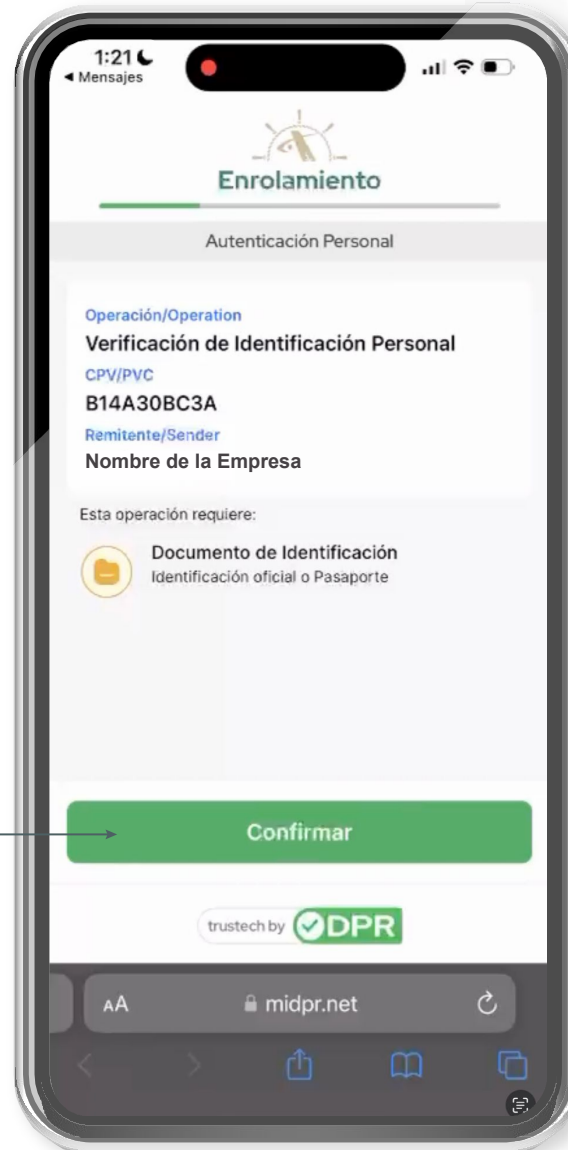 1:21
◀ Mensajes
Enrolamiento
Autenticación Personal
Operación/Operation
Verificación de Identificación Personal
CPV/PVC
B14A30BC3A
Remitente/Sender
Nombre de la Empresa
Esta operación requiere:
Documento de Identificación
Identificación oficial o Pasaporte
Confirmar
trustech by DPR
AA midpr.net